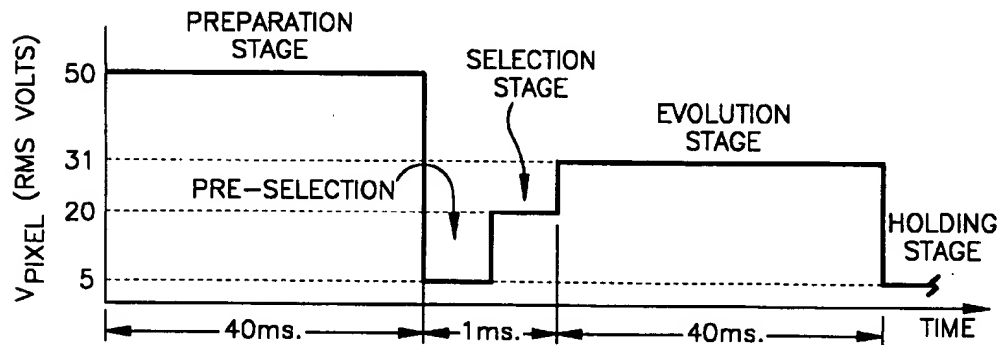 PREPARATION
STAGE
SELECTION
STAGE
EVOLUTION
STAGE
PRE-SELECTION
HOLDING
STAGE
VPIXEL (RMS VOLTS)
50
31
20
5
40ms.
1ms.
40ms.
TIME